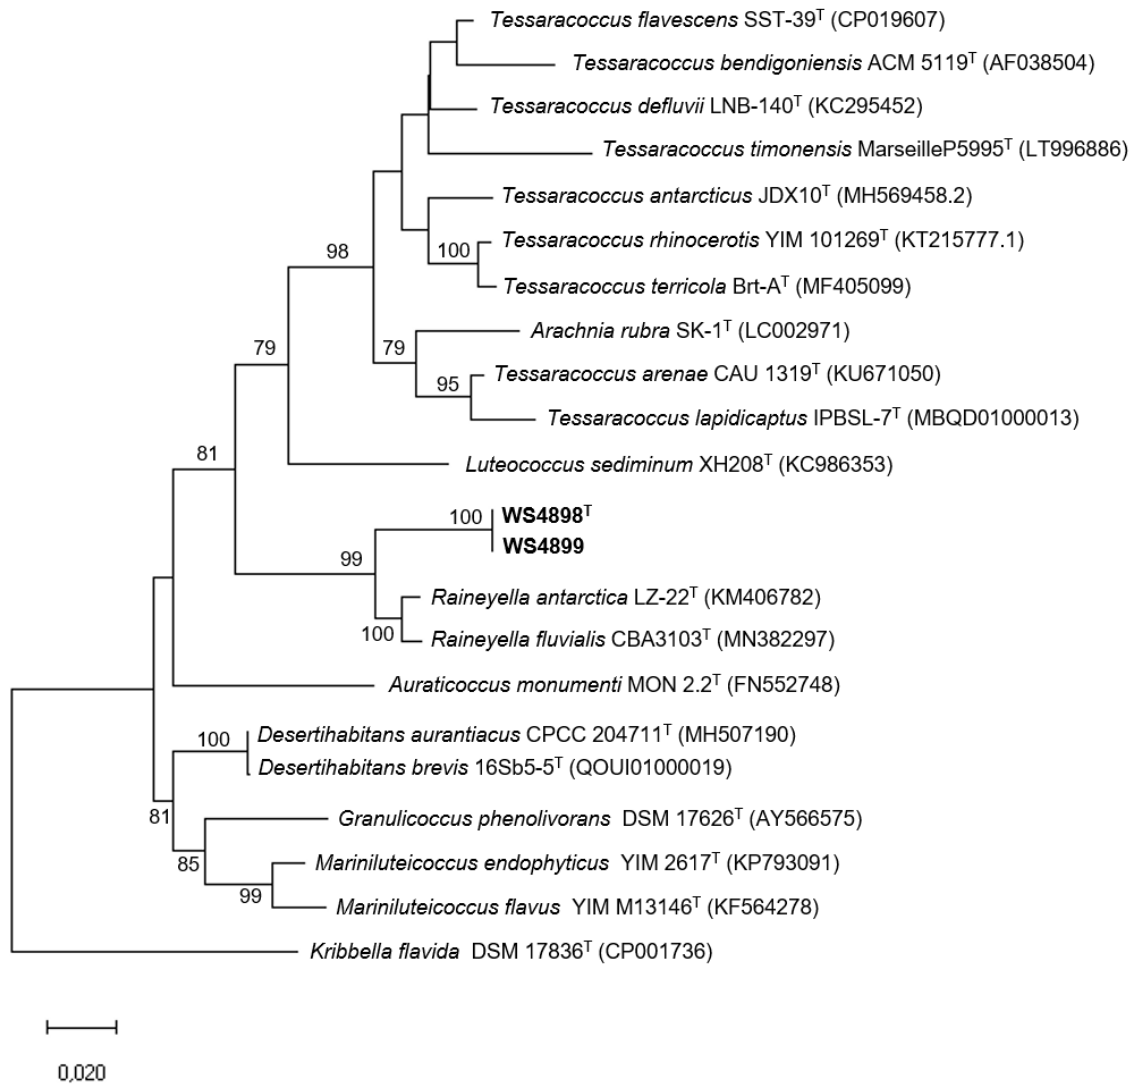 Tessaracoccus flavescens SST-39ᵀ (CP019607)
Tessaracoccus bendigoniensis ACM 5119ᵀ (AF038504)
Tessaracoccus defluvii LNB-140ᵀ (KC295452)
Tessaracoccus timonensis MarseilleP5995ᵀ (LT996886)
Tessaracoccus antarcticus JDX10ᵀ (MH569458.2)
98
100
Tessaracoccus rhinocerotis YIM 101269ᵀ (KT215777.1)
Tessaracoccus terricola Brt-Aᵀ (MF405099)
Arachnia rubra SK-1ᵀ (LC002971)
79
79
95
Tessaracoccus arenae CAU 1319ᵀ (KU671050)
Tessaracoccus lapidicaptus IPBSL-7ᵀ (MBQD01000013)
81
Luteococcus sediminum XH208ᵀ (KC986353)
100
WS4898ᵀ
WS4899
99
Raineyella antarctica LZ-22ᵀ (KM406782)
100
Raineyella fluvialis CBA3103ᵀ (MN382297)
Auraticoccus monumenti MON 2.2ᵀ (FN552748)
100
Desertihabitans aurantiacus CPCC 204711ᵀ (MH507190)
Desertihabitans brevis 16Sb5-5ᵀ (QOUI01000019)
81
Granulicoccus phenolivorans DSM 17626ᵀ (AY566575)
85
Mariniluteicoccus endophyticus YIM 2617ᵀ (KP793091)
99
Mariniluteicoccus flavus YIM M13146ᵀ (KF564278)
Kribbella flavida DSM 17836ᵀ (CP001736)
0,020